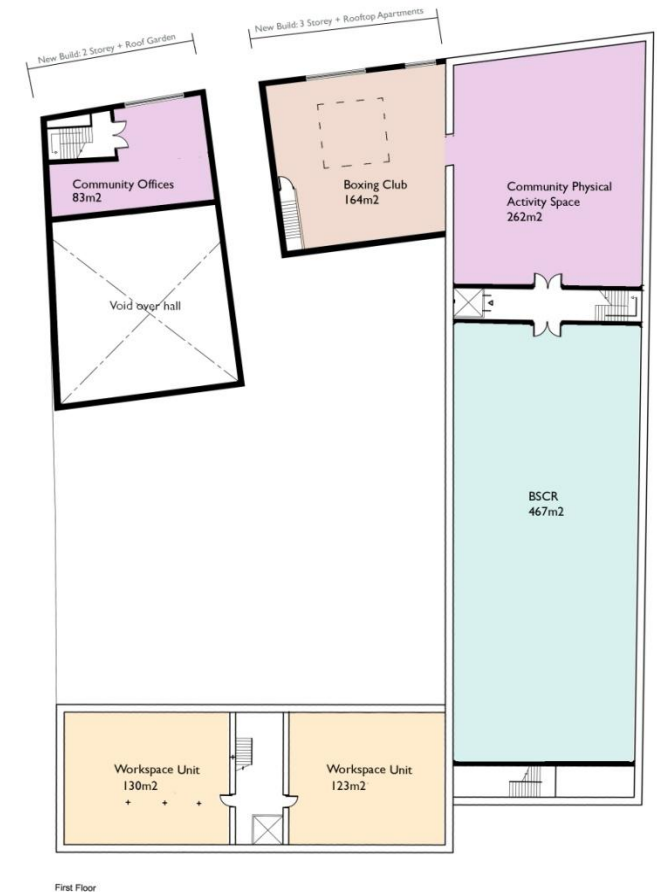 New Build: 2 Storey + Roof Garden
New Build: 3 Storey + Rooftop Apartments
Community Offices
83m2
Boxing Club
164m2
Community Physical
Activity Space
262m2
Void over hall
BSCR
467m2
Workspace Unit
130m2
Workspace Unit
123m2
First Floor